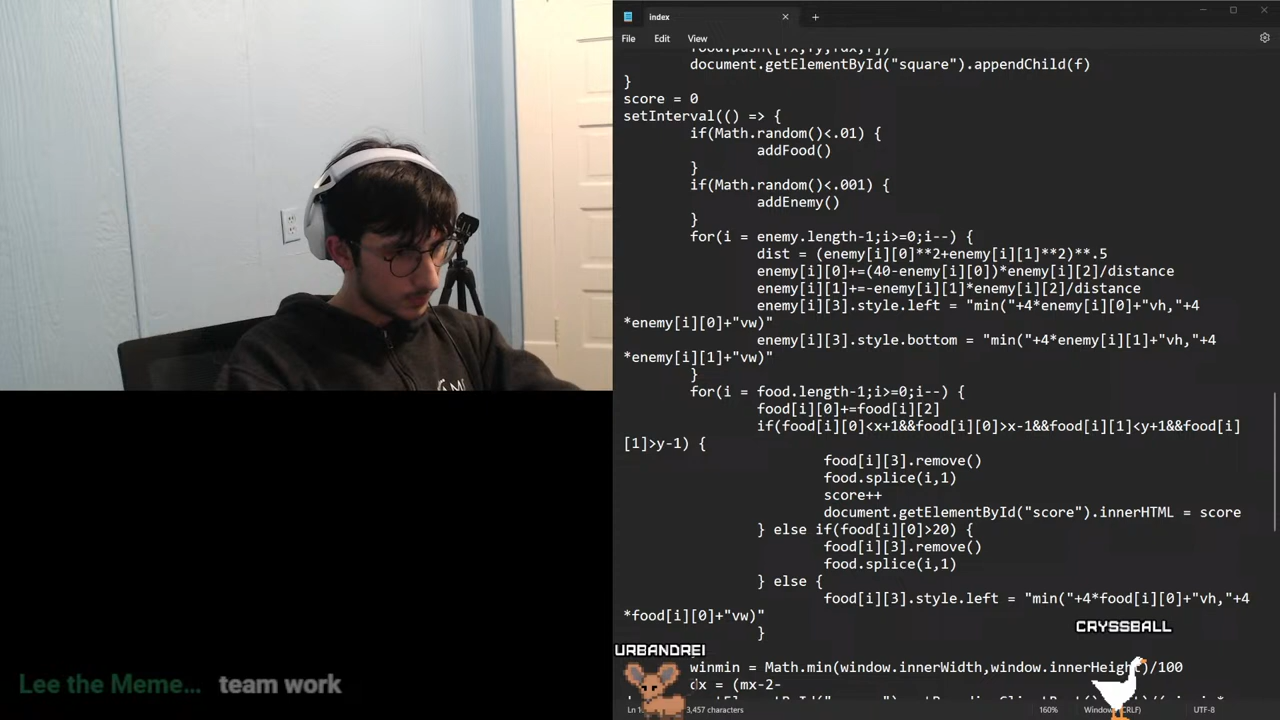 index
File Edit View
document.getElementById("square").appendChild(f)
}
score = 0
setInterval(() => {
if(Math.random()<.01) {
addFood()
}
if(Math.random()<.001) {
addEnemy()
}
for(i = enemy.length-1;i>=0;i--) {
dist = (enemy[i][0]**2+enemy[i][1]**2)**.5
enemy[i][0]+=(40-enemy[i][0])*enemy[i][2]/distance
enemy[i][1]+=-enemy[i][1]*enemy[i][2]/distance
enemy[i][3].style.left = "min("+4*enemy[i][0]+"vh,"+4
*enemy[i][0]+"vw)"
enemy[i][3].style.bottom = "min("+4*enemy[i][1]+"vh,"+4
*enemy[i][1]+"vw)"
}
for(i = food.length-1;i>=0;i--) {
food[i][0]+=food[i][2]
if(food[i][0]<x+1&&food[i][0]>x-1&&food[i][1]<y+1&&food[i]
[1]>y-1) {
food[i][3].remove()
food.splice(i,1)
score++
document.getElementById("score").innerHTML = score
} else if(food[i][0]>20) {
food[i][3].remove()
food.splice(i,1)
} else {
food[i][3].style.left = "min("+4*food[i][0]+"vh,"+4
*food[i][0]+"vw)"
}
CRYSSBALL
URBANDREI
winmin = Math.min(window.innerWidth,window.innerHeight)/100
dx = (mx-2-
Lee the Meme... team work
3,457 characters 160% UTF-8